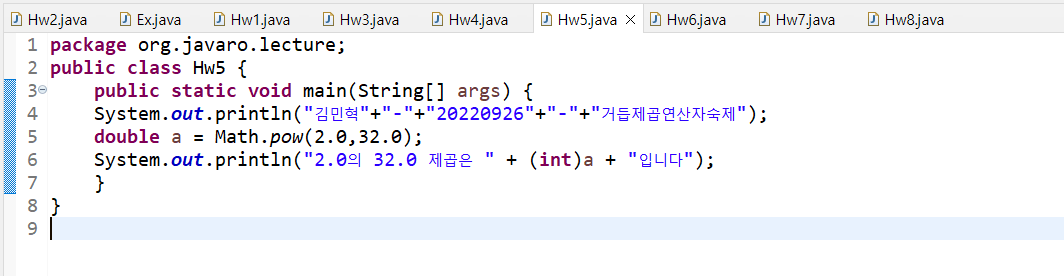 Hw2.java Ex.java Hw1.java Hw3.java Hw4.java Hw5.java Hw6.java Hw7.java Hw8.java
1 package org.javaro.lecture;
2 public class Hw5 {
3 public static void main(String[] args) {
4 System.out.println("김민혁"+"-"+"20220926"+"-"+"거듭제곱연산자숙제");
5 double a = Math.pow(2.0,32.0);
6 System.out.println("2.0의 32.0 제곱은 " + (int)a + "입니다");
7 }
8 }
9